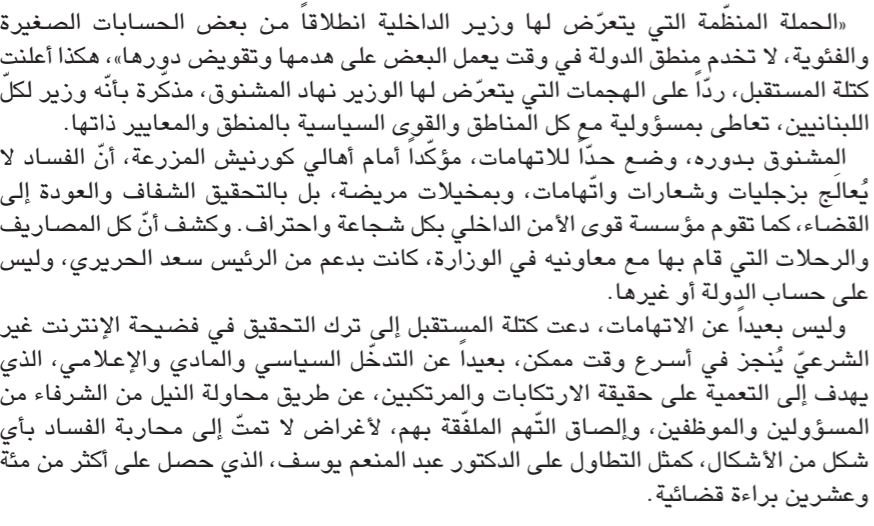 «الحملة المنظّمة التي يتعرّض لها وزير الداخلية انطلاقاً من بعض الحسابات الصغيرة
والفئوية، لا تخدم منطق الدولة في وقت يعمل البعض على هدمها وتقويض دورها»، هكذا أعلنت
كتلة المستقبل، ردّاً على الهجمات التي يتعرّض لها الوزير نهاد المشنوق، مذكّرة بأنّه وزير لكلّ
اللبنانيين، تعاطى بمسؤولية مع كل المناطق والقوى السياسية بالمنطق والمعايير ذاتها.
المشنوق بدوره، وضع حدّاً للاتهامات، مؤكّداً أمام أهالي كورنيش المزرعة، أنّ الفساد لا
يُعالَج بزجليات وشعارات واتّهامات، وبمخيلات مريضة، بل بالتحقيق الشفاف والعودة إلى
القضاء، كما تقوم مؤسسة قوى الأمن الداخلي بكل شجاعة واحتراف. وكشف أنّ كل المصاريف
والرحلات التي قام بها مع معاونيه في الوزارة، كانت بدعم من الرئيس سعد الحريري، وليس
على حساب الدولة أو غيرها.
وليس بعيداً عن الاتهامات، دعت كتلة المستقبل إلى ترك التحقيق في فضيحة الإنترنت غير
الشرعيّ يُنجز في أسرع وقت ممكن، بعيداً عن التدخّل السياسي والمادي والإعلامي، الذي
يهدف إلى التعمية على حقيقة الارتكابات والمرتكبين، عن طريق محاولة النيل من الشرفاء من
المسؤولين والموظفين، وإلصاق التّهم الملفّقة بهم، لأغراض لا تمتّ إلى محاربة الفساد بأي
شكل من الأشكال، كمثل التطاول على الدكتور عبد المنعم يوسف، الذي حصل على أكثر من مئة
وعشرين براءة قضائية.